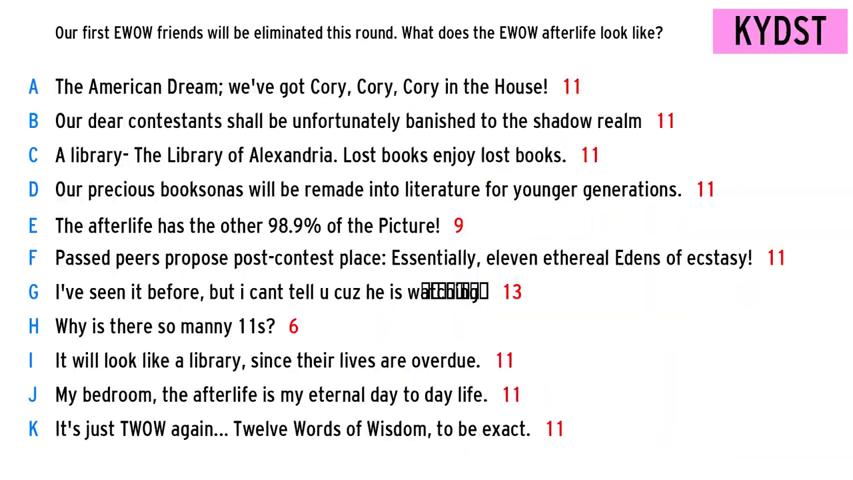 Our first EWOW friends will be eliminated this round. What does the EWOW afterlife look like?
KYDST
A The American Dream; we've got Cory, Cory, Cory in the House! 11
B Our dear contestants shall be unfortunately banished to the shadow realm 11
C A library- The Library of Alexandria. Lost books enjoy lost books. 11
D Our precious booksonas will be remade into literature for younger generations. 11
E The afterlife has the other 98.9% of the Picture! 9
F Passed peers propose post-contest place: Essentially, eleven ethereal Edens of ecstasy! 11
G I've seen it before, but i cant tell u cuz he is 13
H Why is there so manny 11s? 6
I It will look like a library, since their lives are overdue. 11
J My bedroom, the afterlife is my eternal day to day life. 11
K It's just TWOW again... Twelve Words of Wisdom, to be exact. 11